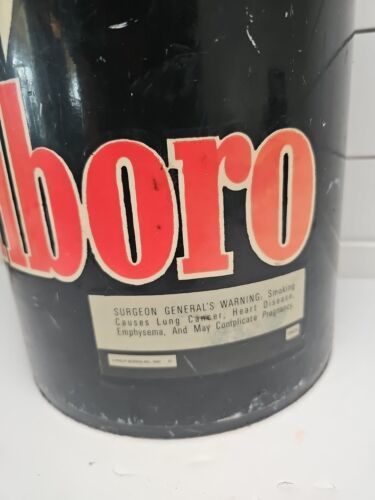 lboro
SURGEON GENERAL'S WARNING: Smoking
Causes Lung Cancer, Heart Disease,
Emphysema, And May Complicate Pregnancy.